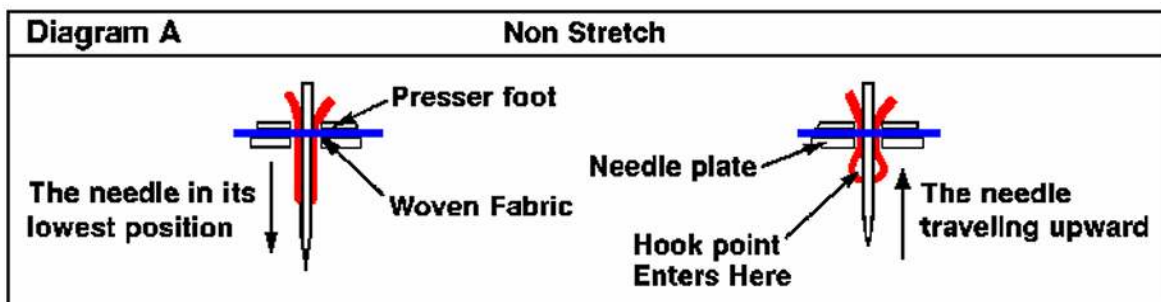 Diagram A
Non Stretch
Presser foot
The needle in its
lowest position
Woven Fabric
Needle plate
Hook point
Enters Here
The needle
traveling upward